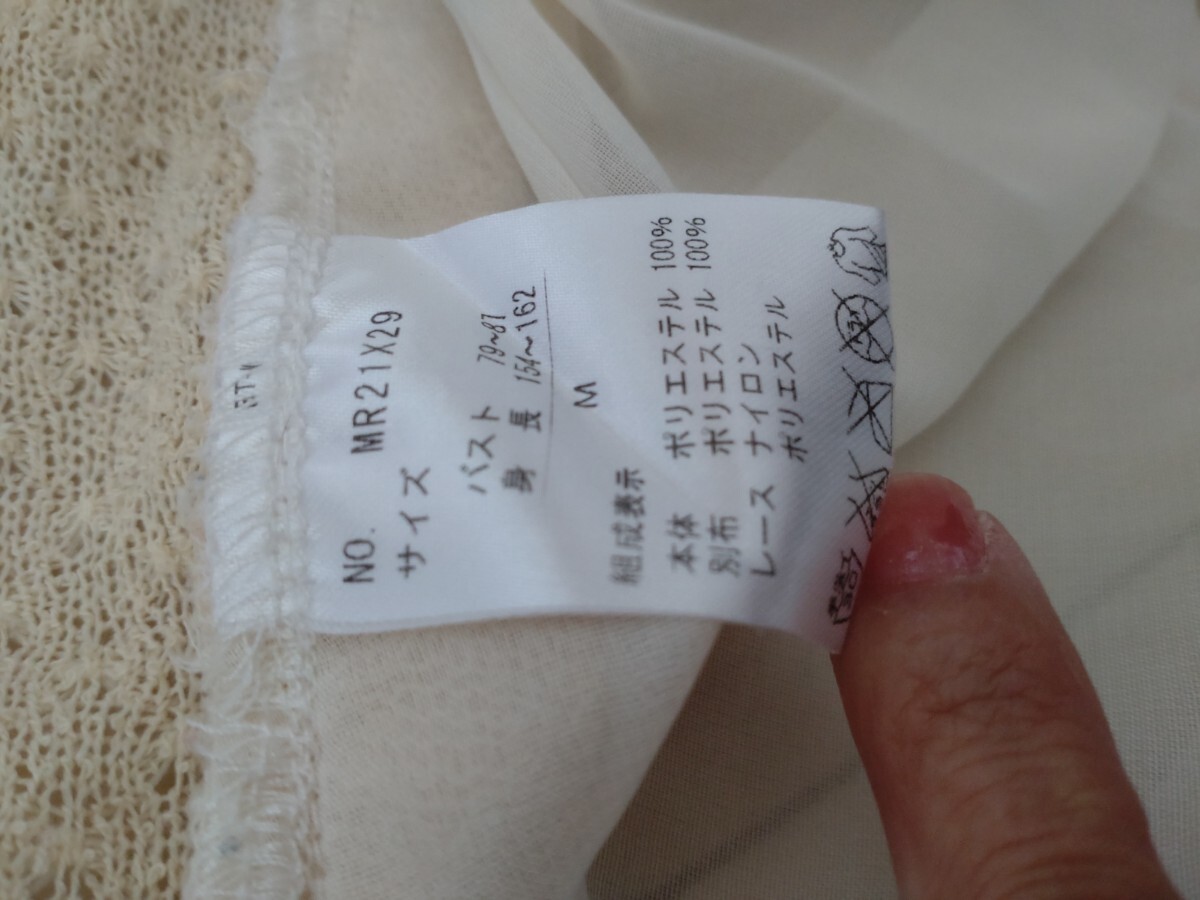 NO. MR21X29
サイズ
バスト 79~87
身長 154~162
M
組成表示
本体 ポリエステル 100%
別布 ポリエステル 100%
レース ナイロン
ポリエステル